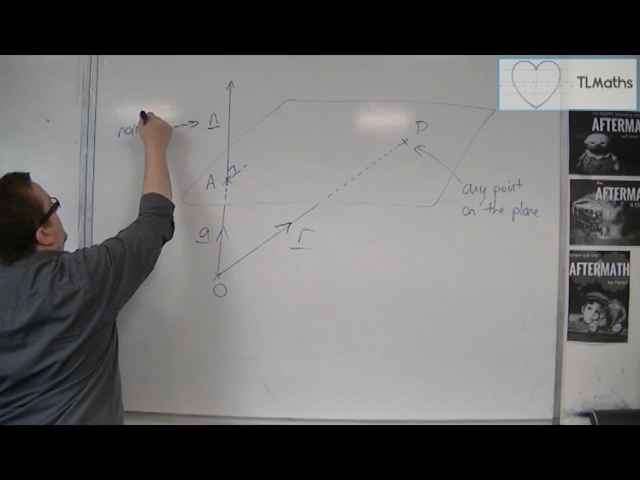 TLMaths
n
P
A
any point
on the plane
a
r
O
AFTERMATH
AFTERMATH
AFTERMATH